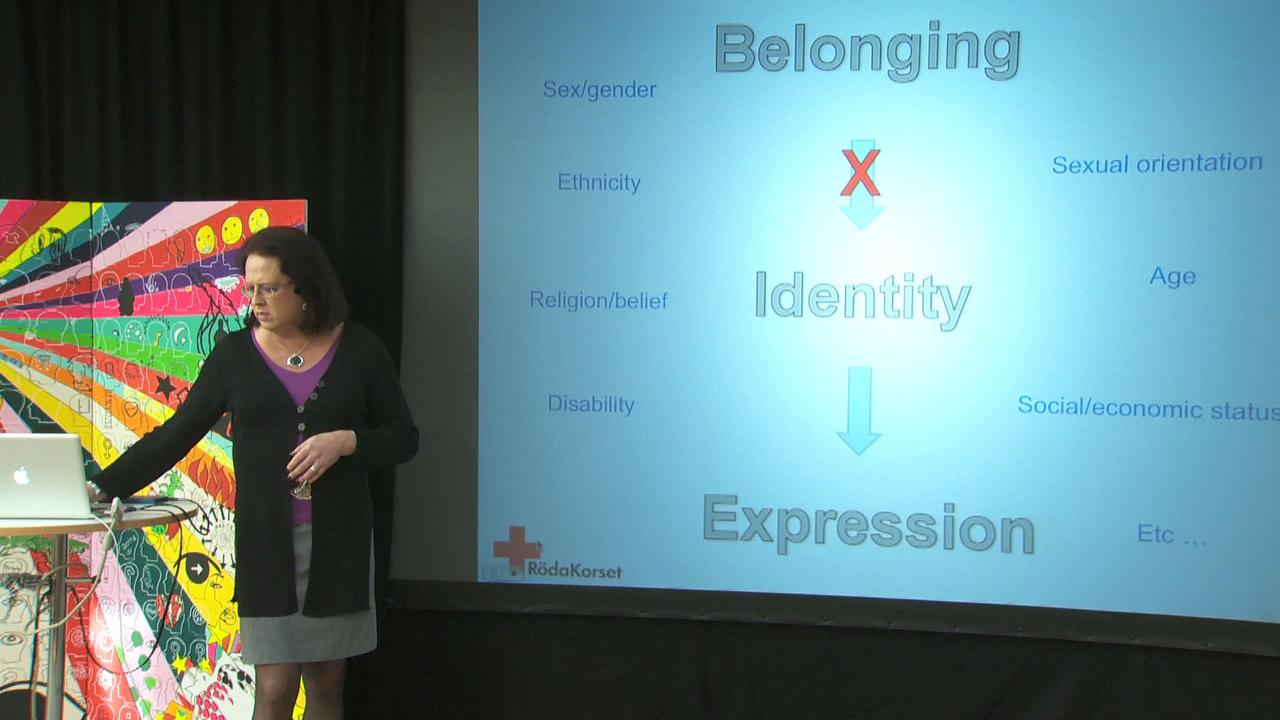 Belonging
Sex/gender
Sexual orientation
Ethnicity
X
Identity
Age
Religion/belief
Disability
Social/economic status
Expression
Etc ...
RödaKorset